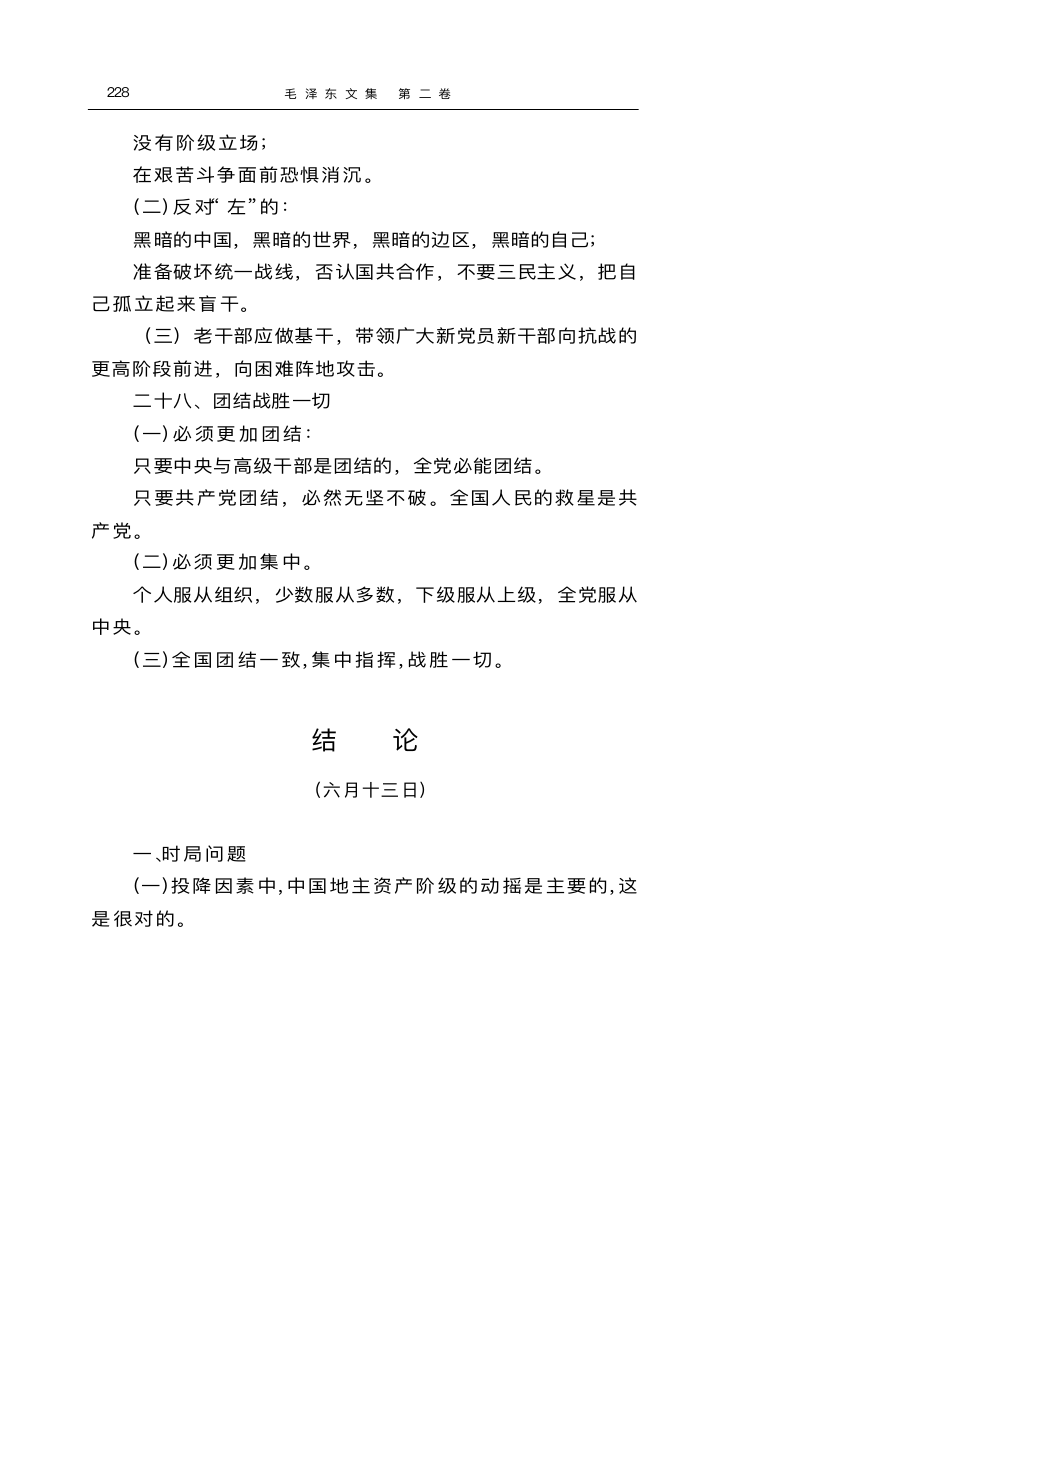 228 毛泽东文集 第二卷
没有阶级立场；
在艰苦斗争面前恐惧消沉。
(二)反对“左”的：
黑暗的中国，黑暗的世界，黑暗的边区，黑暗的自己；
准备破坏统一战线，否认国共合作，不要三民主义，把自
己孤立起来盲干。
（三）老干部应做基干，带领广大新党员新干部向抗战的
更高阶段前进，向困难阵地攻击。
二十八、团结战胜一切
(一)必须更加团结：
只要中央与高级干部是团结的，全党必能团结。
只要共产党团结，必然无坚不破。全国人民的救星是共
产党。
(二)必须更加集中。
个人服从组织，少数服从多数，下级服从上级，全党服从
中央。
(三)全国团结一致,集中指挥,战胜一切。
结 论
(六月十三日)
一、时局问题
(一)投降因素中,中国地主资产阶级的动摇是主要的,这
是很对的。